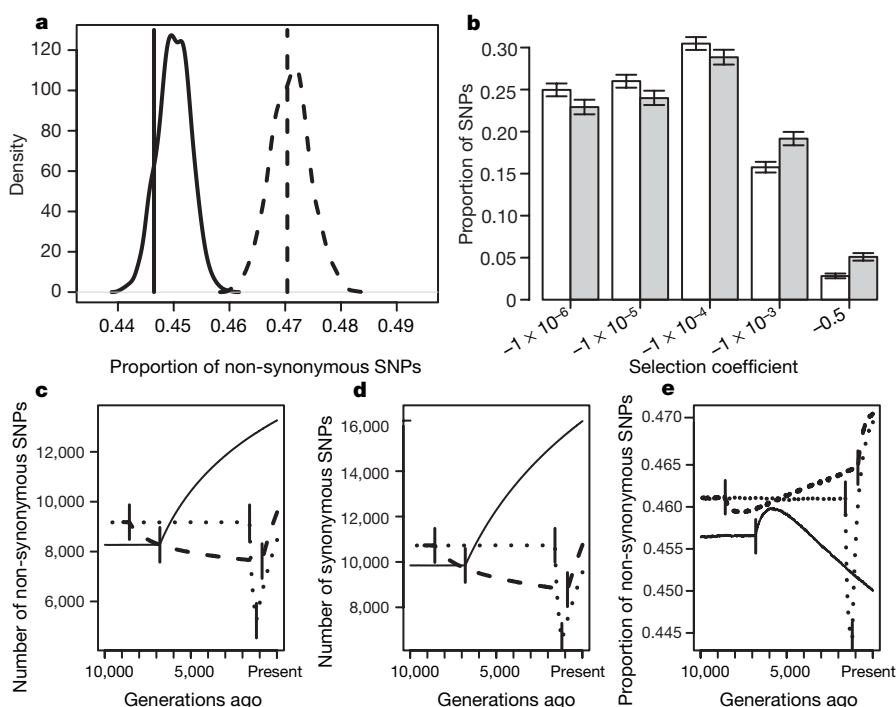 a
Density
120
100
80
60
40
20
0
0.44 0.45 0.46 0.47 0.48 0.49
Proportion of non-synonymous SNPs
b
Proportion of SNPs
0.30
0.25
0.20
0.15
0.10
0.05
0
–1 × 10⁻⁶ –1 × 10⁻⁵ –1 × 10⁻⁴ –1 × 10⁻³ –0.5
Selection coefficient
c
Number of non-synonymous SNPs
12,000
10,000
8,000
6,000
10,000 5,000 Present
Generations ago
d
Number of synonymous SNPs
16,000
14,000
12,000
10,000
8,000
10,000 5,000 Present
Generations ago
e
Proportion of non-synonymous SNPs
0.470
0.465
0.460
0.455
0.450
0.445
10,000 5,000 Present
Generations ago